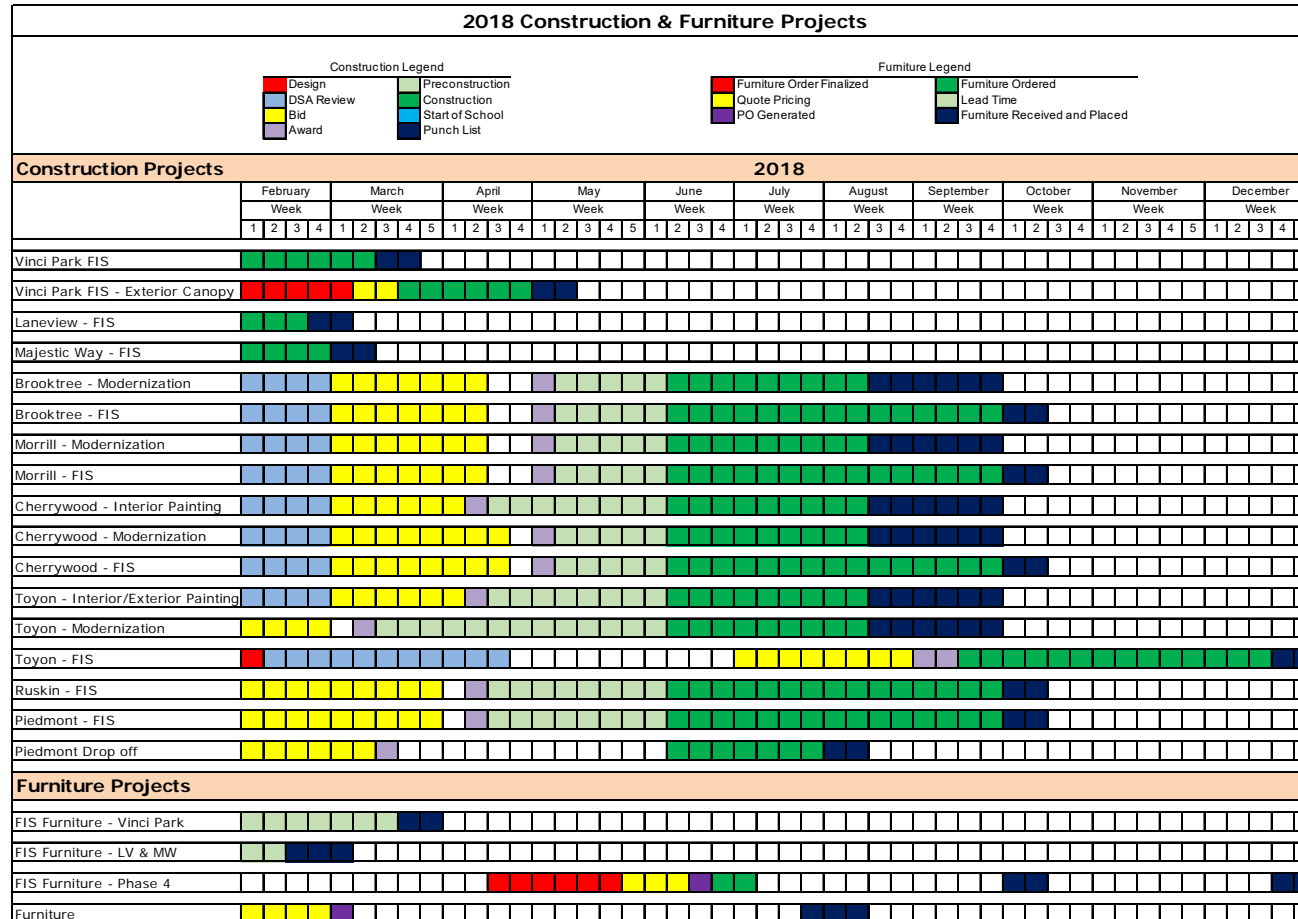 2018 Construction & Furniture Projects
Construction Legend Furniture Legend
Design Preconstruction Furniture Order Finalized Furniture Ordered
DSA Review Construction Quote Pricing Lead Time
Bid Start of School PO Generated Furniture Received and Placed
Award Punch List
Construction Projects 2018
February March April May June July August September October November December
Week Week Week Week Week Week Week Week Week Week Week
1 2 3 4 1 2 3 4 5 1 2 3 4 1 2 3 4 5 1 2 3 4 1 2 3 4 1 2 3 4 1 2 3 4 1 2 3 4 1 2 3 4 5 1 2 3 4
Vinci Park FIS
Vinci Park FIS - Exterior Canopy
Laneview - FIS
Majestic Way - FIS
Brooktree - Modernization
Brooktree - FIS
Morrill - Modernization
Morrill - FIS
Cherrywood - Interior Painting
Cherrywood - Modernization
Cherrywood - FIS
Toyon - Interior/Exterior Painting
Toyon - Modernization
Toyon - FIS
Ruskin - FIS
Piedmont - FIS
Piedmont Drop off
Furniture Projects
FIS Furniture - Vinci Park
FIS Furniture - LV & MW
FIS Furniture - Phase 4
Furniture